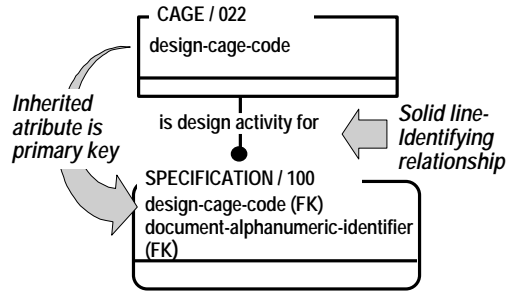 CAGE / 022
design-cage-code
Inherited
atribute is
primary key
is design activity for
Solid line-
Identifying
relationship
SPECIFICATION / 100
design-cage-code (FK)
document-alphanumeric-identifier
(FK)